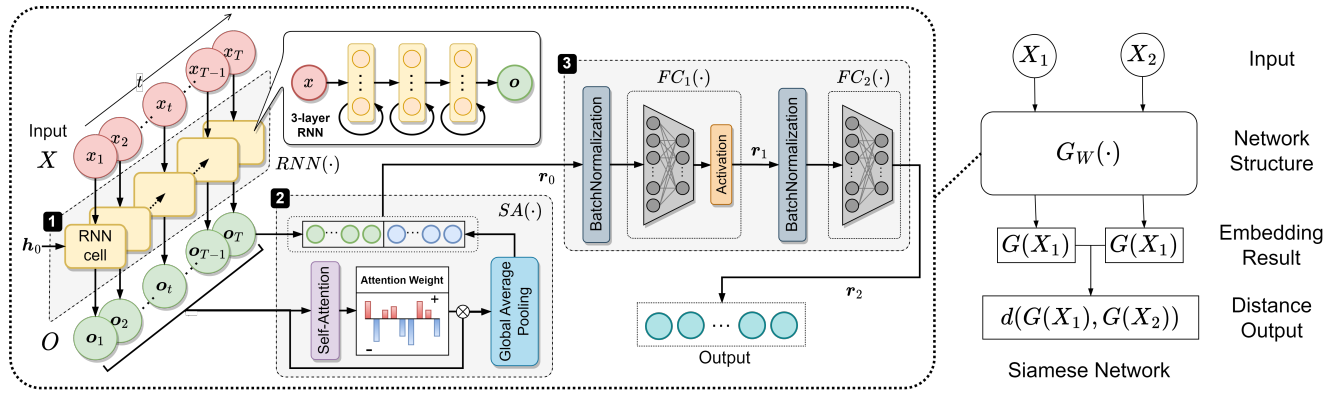 t
x_T
x_{T-1}
x_t
x_2
x_1
Input
X
RNN(·)
1
h_0
RNN
cell
o_T
o_{T-1}
o_t
o_2
o_1
O
x
o
3-layer
RNN
2
SA(·)
···
···
Self-Attention
Attention Weight
+
-
Global Average
Pooling
r_0
3
FC_1(·)
FC_2(·)
BatchNormalization
Activation
r_1
BatchNormalization
r_2
···
Output
X_1
X_2
Input
G_W(·)
Network
Structure
G(X_1)
G(X_1)
Embedding
Result
d(G(X_1), G(X_2))
Distance
Output
Siamese Network